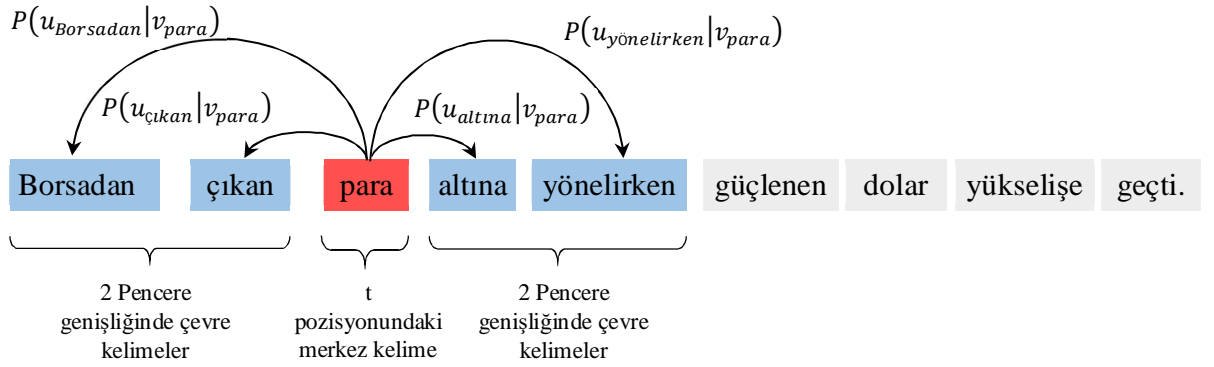 P(u_Borsadan|v_para)
P(u_yönelirken|v_para)
P(u_çıkan|v_para)
P(u_altına|v_para)
Borsadan çıkan para altına yönelirken güçlenen dolar yükselişe geçti.
2 Pencere
genişliğinde çevre
kelimeler
t
pozisyonundaki
merkez kelime
2 Pencere
genişliğinde çevre
kelimeler